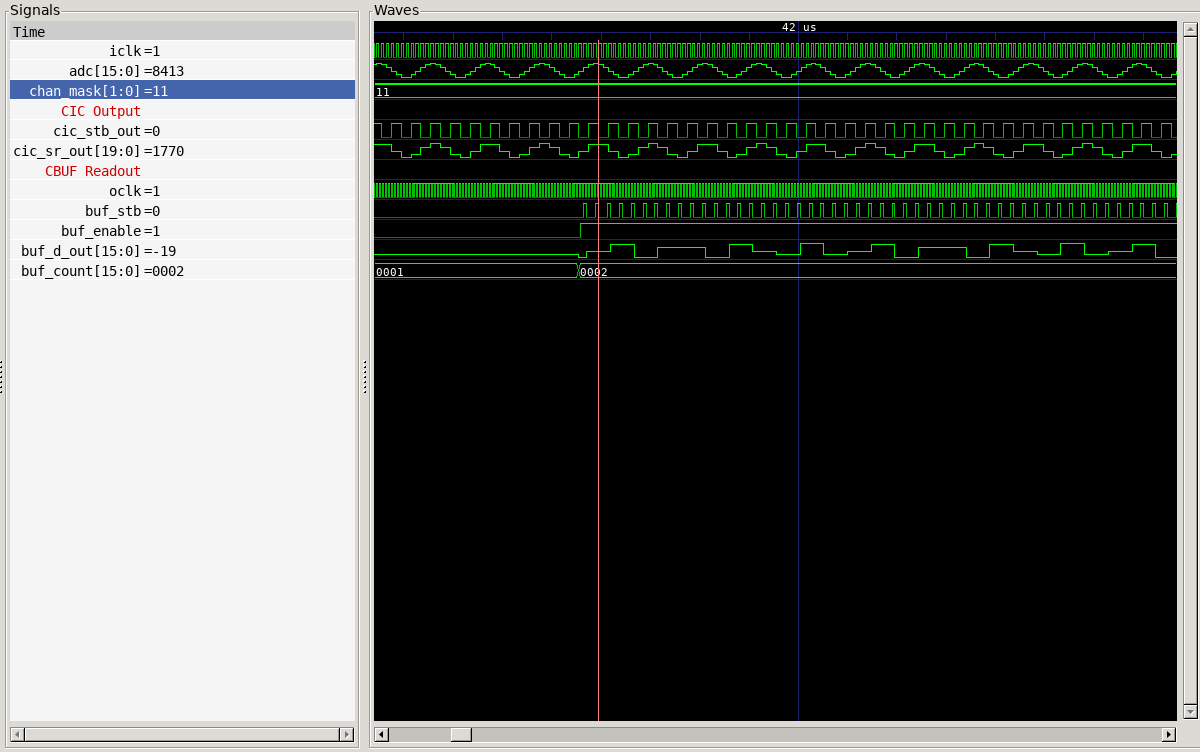 Signals
Waves
Time
42 us
iclk=1
adc[15:0]=8413
chan_mask[1:0]=11
11
CIC Output
cic_stb_out=0
cic_sr_out[19:0]=1770
CBUF Readout
oclk=1
buf_stb=0
buf_enable=1
buf_d_out[15:0]=-19
buf_count[15:0]=0002
0001
0002